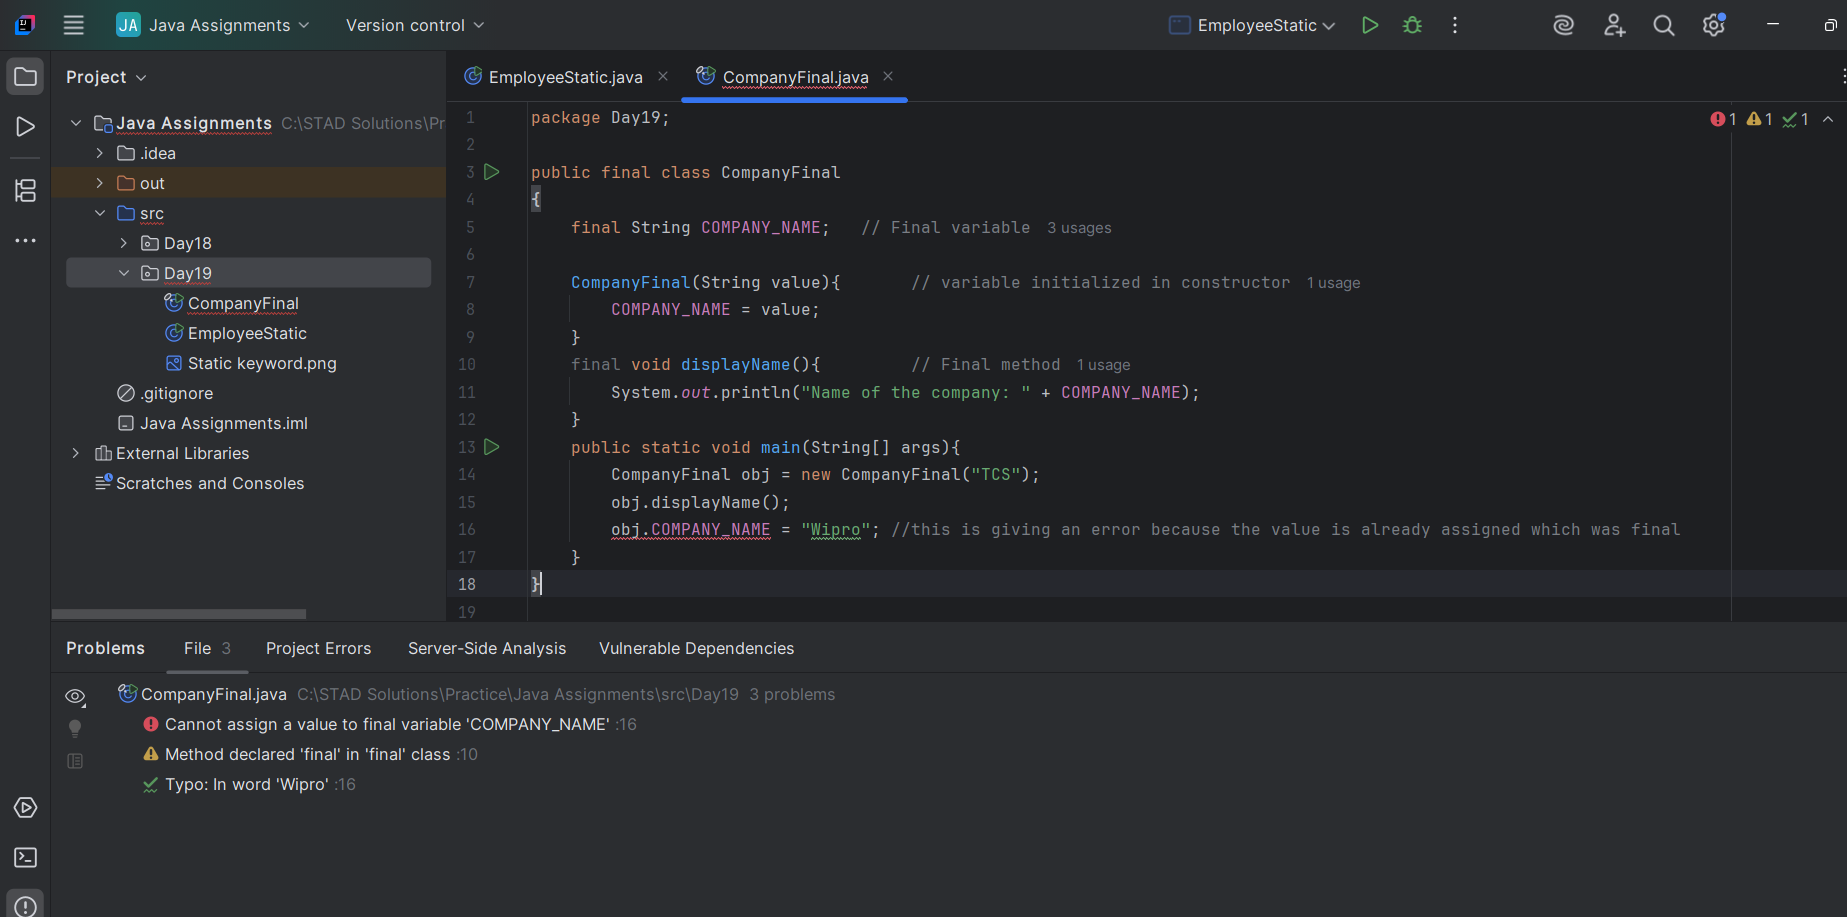 JA Java Assignments Version control EmployeeStatic
Project
EmployeeStatic.java CompanyFinal.java
Java Assignments C:\STAD Solutions\Pr
.idea
out
src
Day18
Day19
CompanyFinal
EmployeeStatic
Static keyword.png
.gitignore
Java Assignments.iml
External Libraries
Scratches and Consoles
1 1 1
1 package Day19;
2
3 public final class CompanyFinal
4 {
5 final String COMPANY_NAME; // Final variable 3 usages
6
7 CompanyFinal(String value){ // variable initialized in constructor 1 usage
8 COMPANY_NAME = value;
9 }
10 final void displayName(){ // Final method 1 usage
11 System.out.println("Name of the company: " + COMPANY_NAME);
12 }
13 public static void main(String[] args){
14 CompanyFinal obj = new CompanyFinal("TCS");
15 obj.displayName();
16 obj.COMPANY_NAME = "Wipro"; //this is giving an error because the value is already assigned which was final
17 }
18 }
19
Problems File 3 Project Errors Server-Side Analysis Vulnerable Dependencies
CompanyFinal.java C:\STAD Solutions\Practice\Java Assignments\src\Day19 3 problems
Cannot assign a value to final variable 'COMPANY_NAME' :16
Method declared 'final' in 'final' class :10
Typo: In word 'Wipro' :16